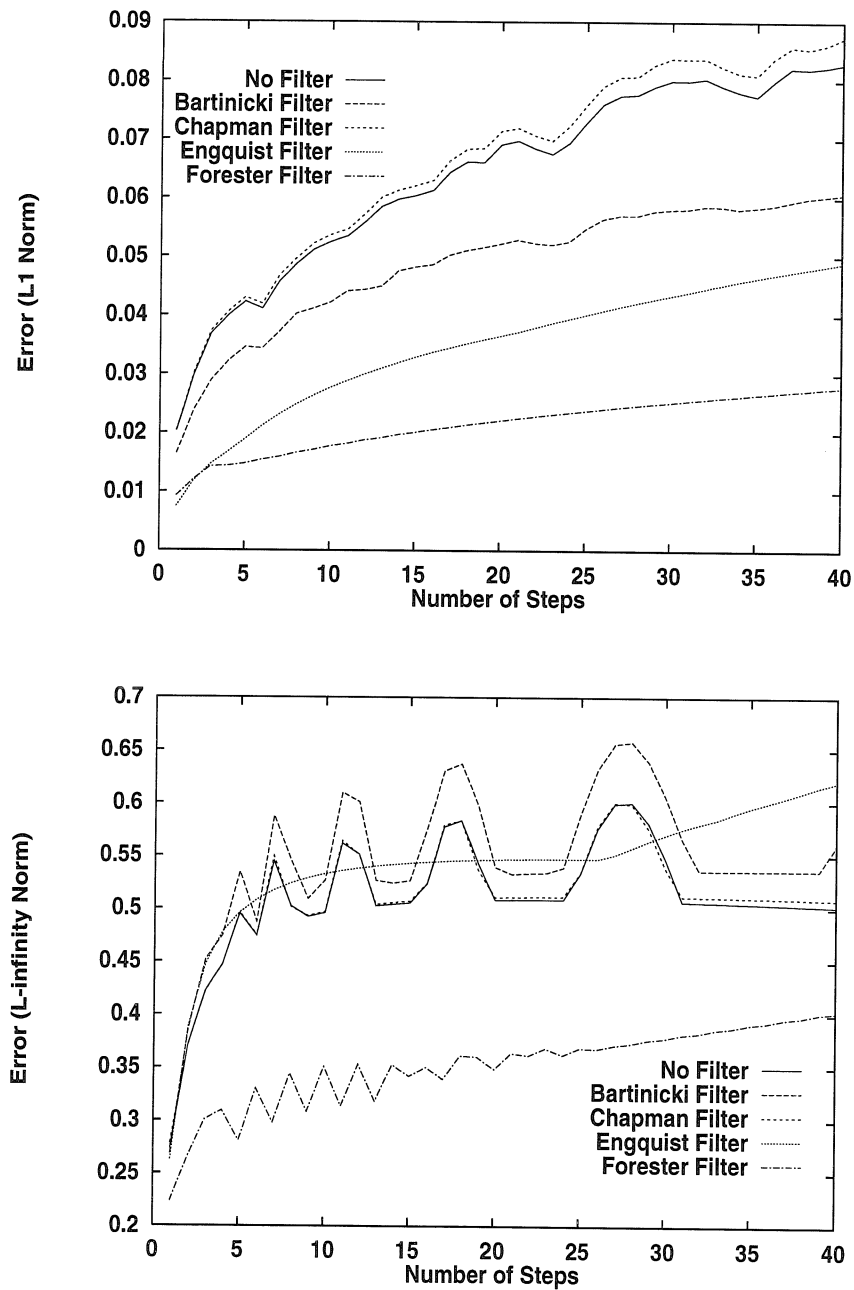 0.09
0.08
0.07
0.06
0.05
0.04
0.03
0.02
0.01
0
Error (L1 Norm)
No Filter
Bartinicki Filter
Chapman Filter
Engquist Filter
Forester Filter
0 5 10 15 20 25 30 35 40
Number of Steps
0.7
0.65
0.6
0.55
0.5
0.45
0.4
0.35
0.3
0.25
0.2
Error (L-infinity Norm)
No Filter
Bartinicki Filter
Chapman Filter
Engquist Filter
Forester Filter
0 5 10 15 20 25 30 35 40
Number of Steps